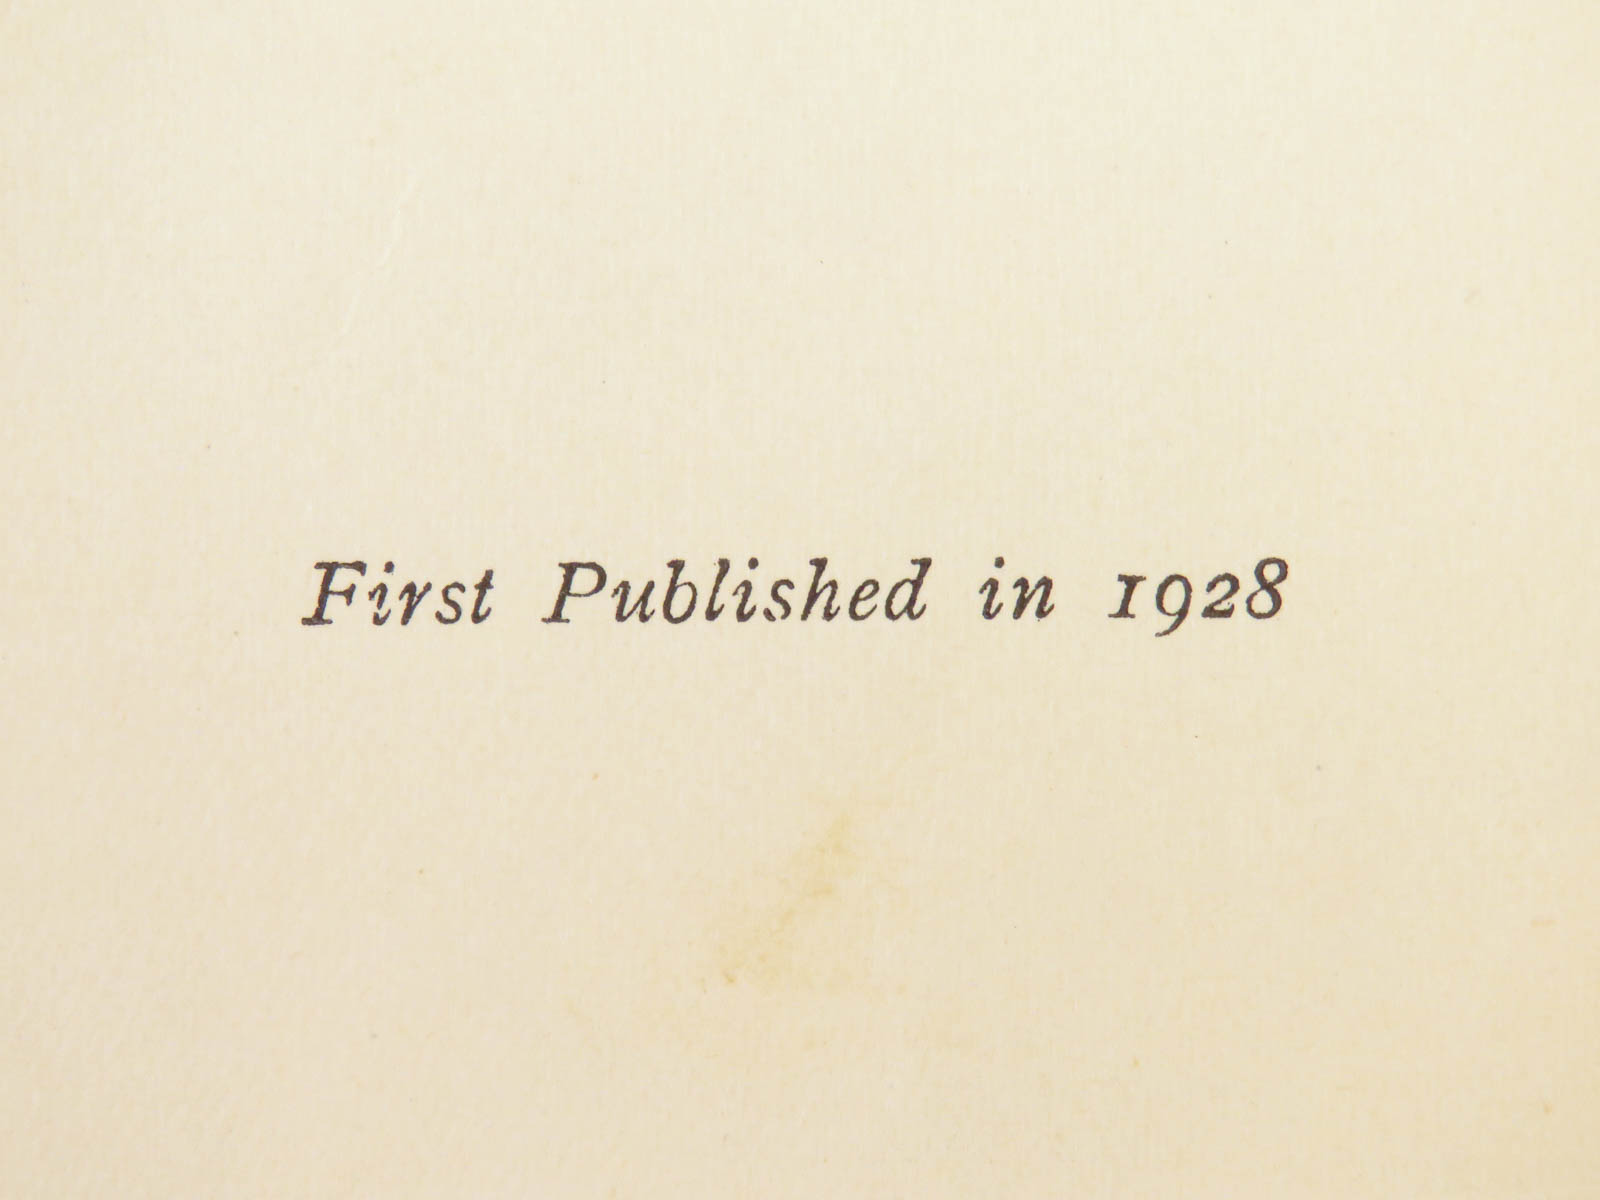 First Published in 1928